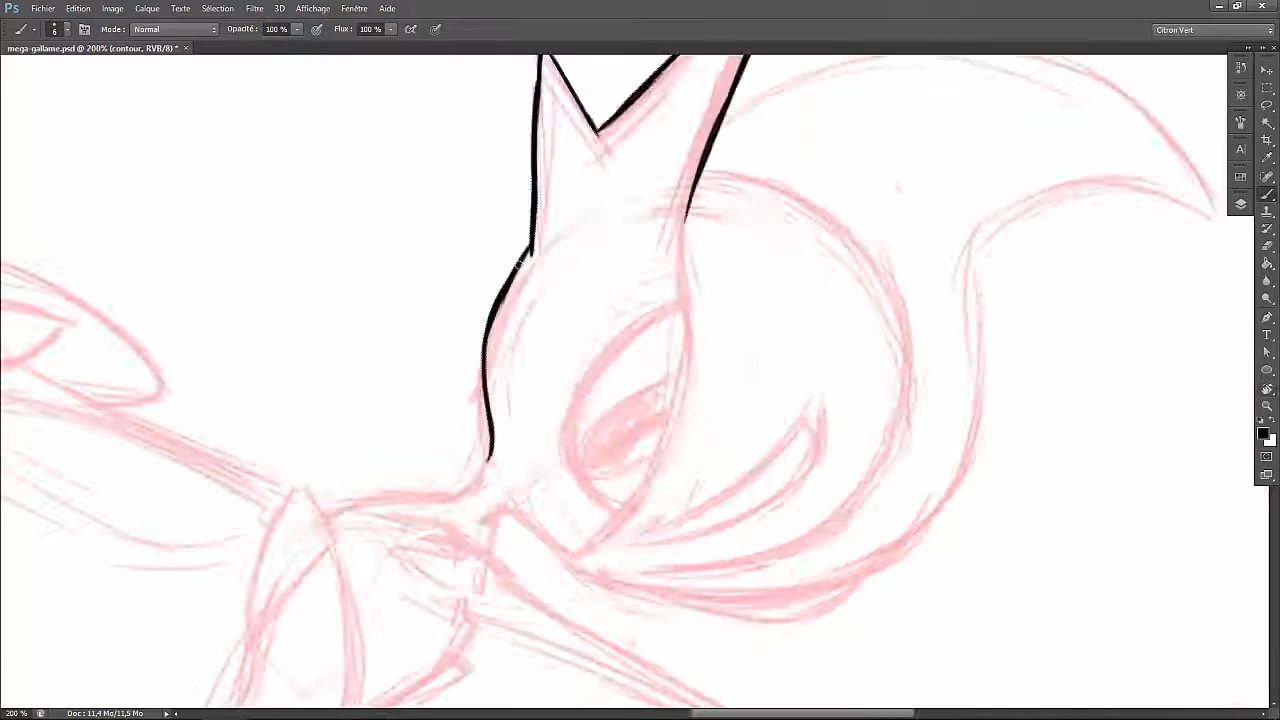 Ps Fichier Edition Image Calque Texte Sélection Filtre 3D Affichage Fenêtre Aide
6 Mode : Normal Opacité : 100 % Flux : 100 % Citron Vert
mega-gallame.psd @ 200% (contour, RVB/8) * ×
200 % Doc : 11,4 Mo/11,5 Mo